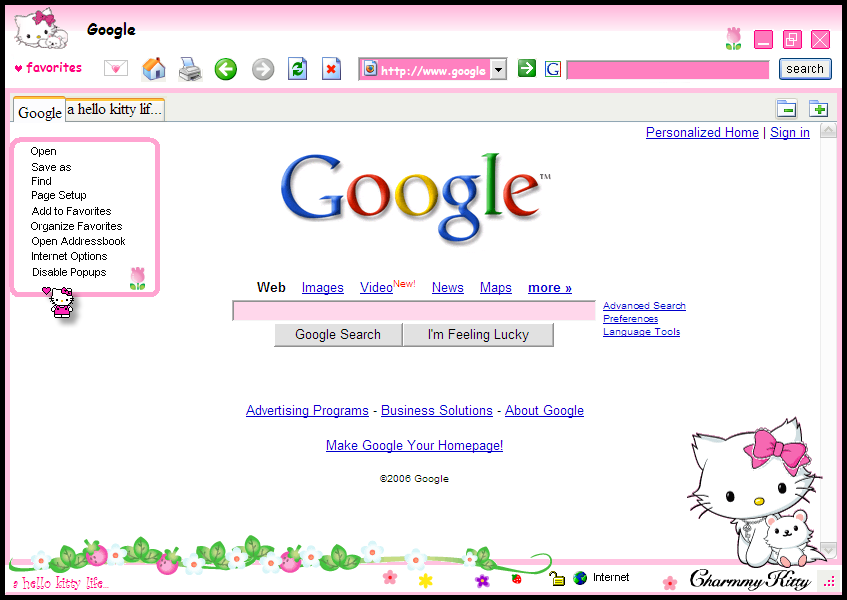 Google
favorites
http://www.google
G
search
Google
a hello kitty lif...
Personalized Home | Sign in
Open
Save as
Find
Page Setup
Add to Favorites
Organize Favorites
Open Addressbook
Internet Options
Disable Popups
Google™
Web Images Video New! News Maps more »
Advanced Search
Preferences
Language Tools
Google Search I'm Feeling Lucky
Advertising Programs - Business Solutions - About Google
Make Google Your Homepage!
©2006 Google
a hello kitty life...
Internet
Charmmy Kitty